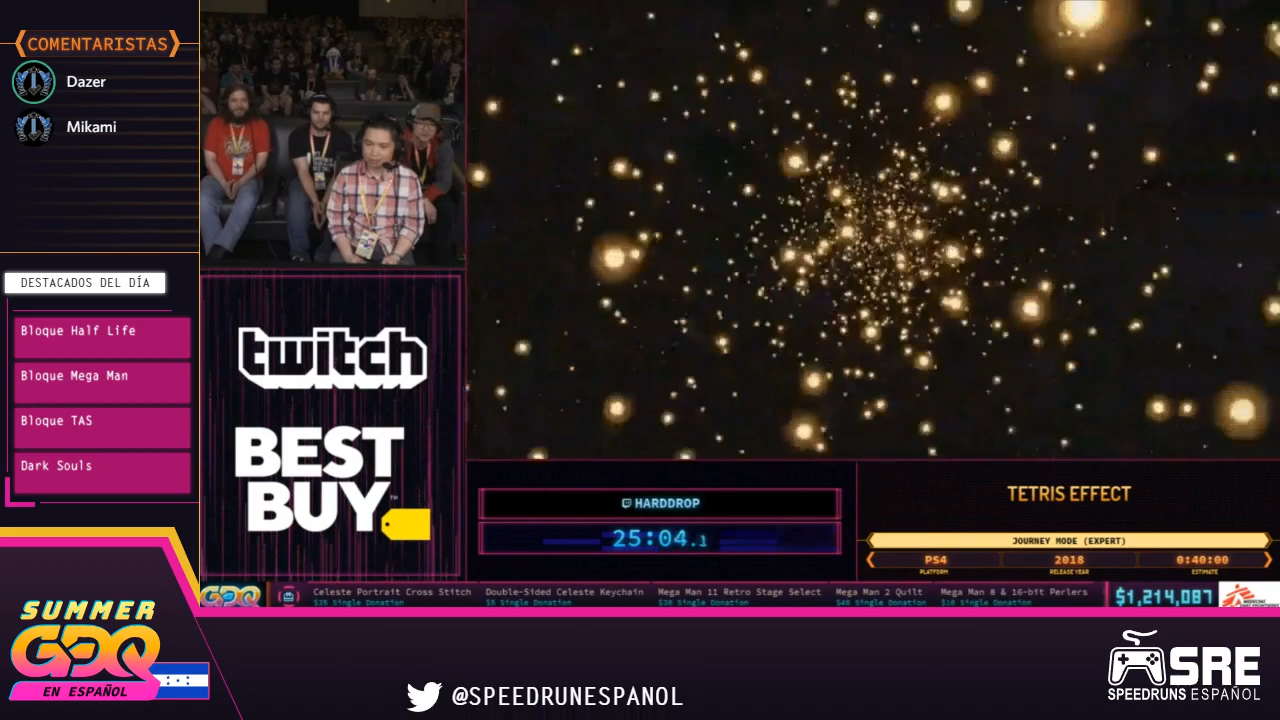 COMENTARISTAS
Dazer
Mikami
DESTACADOS DEL DÍA
Bloque Half Life
Bloque Mega Man
Bloque TAS
Dark Souls
twitch
BEST
BUY
HARDDROP
25:04.1
TETRIS EFFECT
JOURNEY MODE (EXPERT)
PS4 2018 0:40:00
PLATFORM RELEASE YEAR ESTIMATE
GDQ Celeste Portrait Cross Stitch Double-Sided Celeste Keychain Mega Man 11 Retro Stage Select Mega Man 2 Quilt Mega Man 8 & 16-bit Perlers $1,214,087
$35 Single Donation $5 Single Donation $30 Single Donation $40 Single Donation $10 Single Donation
SUMMER
GDQ
EN ESPAÑOL
@SPEEDRUNESPANOL
SRE
SPEEDRUNS ESPAÑOL